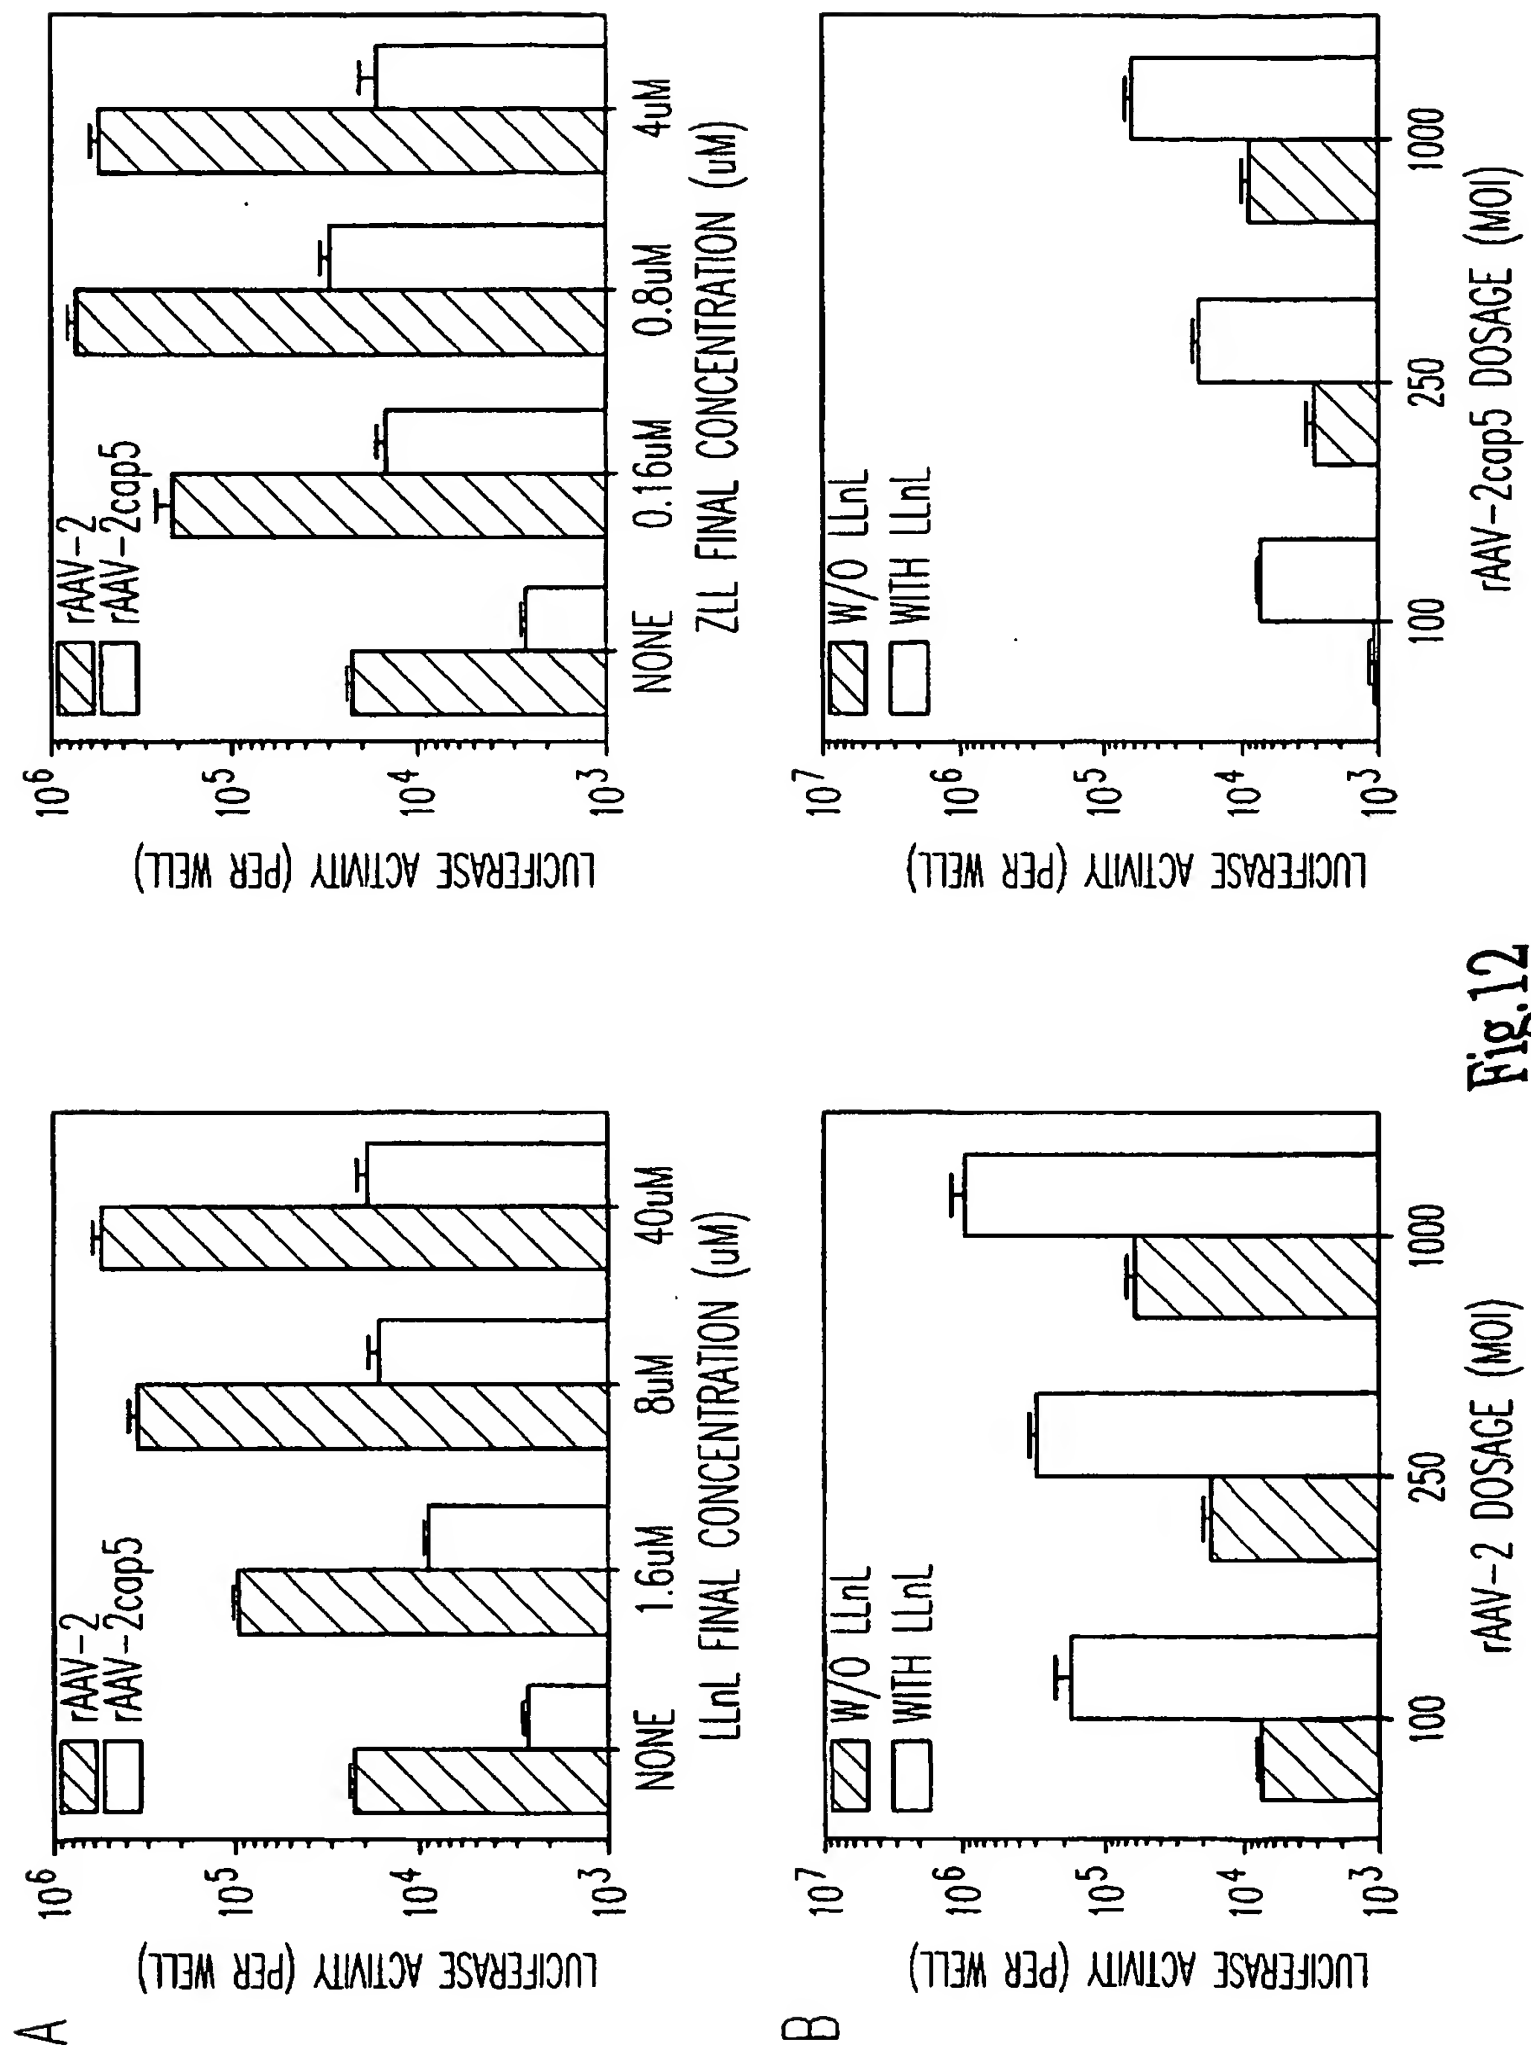 A
LUCIFERASE ACTIVITY (PER WELL)
10^6
10^5
10^4
10^3
rAAV-2
rAAV-2cap5
NONE 1.6uM 8uM 40uM
LLnL FINAL CONCENTRATION (uM)
LUCIFERASE ACTIVITY (PER WELL)
10^6
10^5
10^4
10^3
rAAV-2
rAAV-2cap5
NONE 0.16uM 0.8uM 4uM
ZLL FINAL CONCENTRATION (uM)
B
LUCIFERASE ACTIVITY (PER WELL)
10^7
10^6
10^5
10^4
10^3
W/O LLnL
WITH LLnL
100 250 1000
rAAV-2 DOSAGE (MOI)
LUCIFERASE ACTIVITY (PER WELL)
10^7
10^6
10^5
10^4
10^3
W/O LLnL
WITH LLnL
100 250 1000
rAAV-2cap5 DOSAGE (MOI)
Fig.12